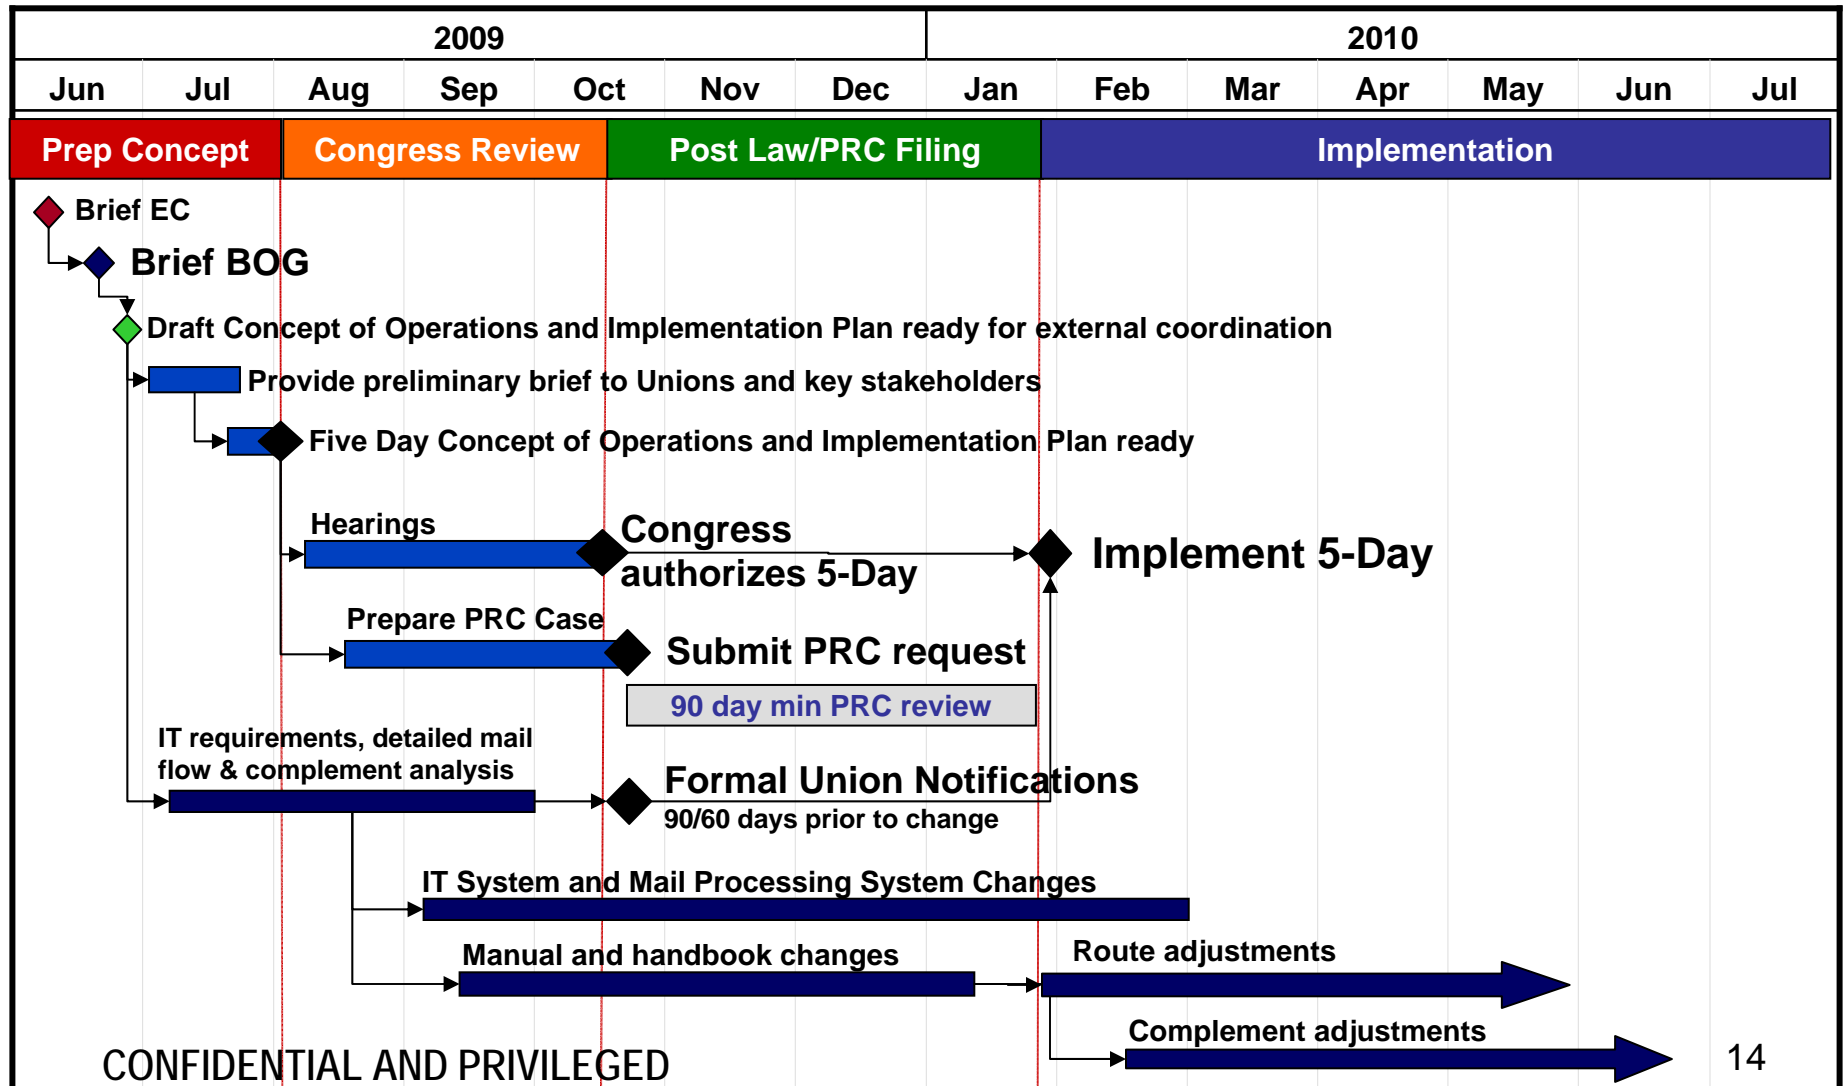 2009 2010
Jun Jul Aug Sep Oct Nov Dec Jan Feb Mar Apr May Jun Jul
Prep Concept Congress Review Post Law/PRC Filing Implementation
Brief EC
Brief BOG
Draft Concept of Operations and Implementation Plan ready for external coordination
Provide preliminary brief to Unions and key stakeholders
Five Day Concept of Operations and Implementation Plan ready
Hearings
Congress
authorizes 5-Day
Implement 5-Day
Prepare PRC Case
Submit PRC request
90 day min PRC review
IT requirements, detailed mail
flow & complement analysis
Formal Union Notifications
90/60 days prior to change
IT System and Mail Processing System Changes
Manual and handbook changes
Route adjustments
Complement adjustments
CONFIDENTIAL AND PRIVILEGED
14